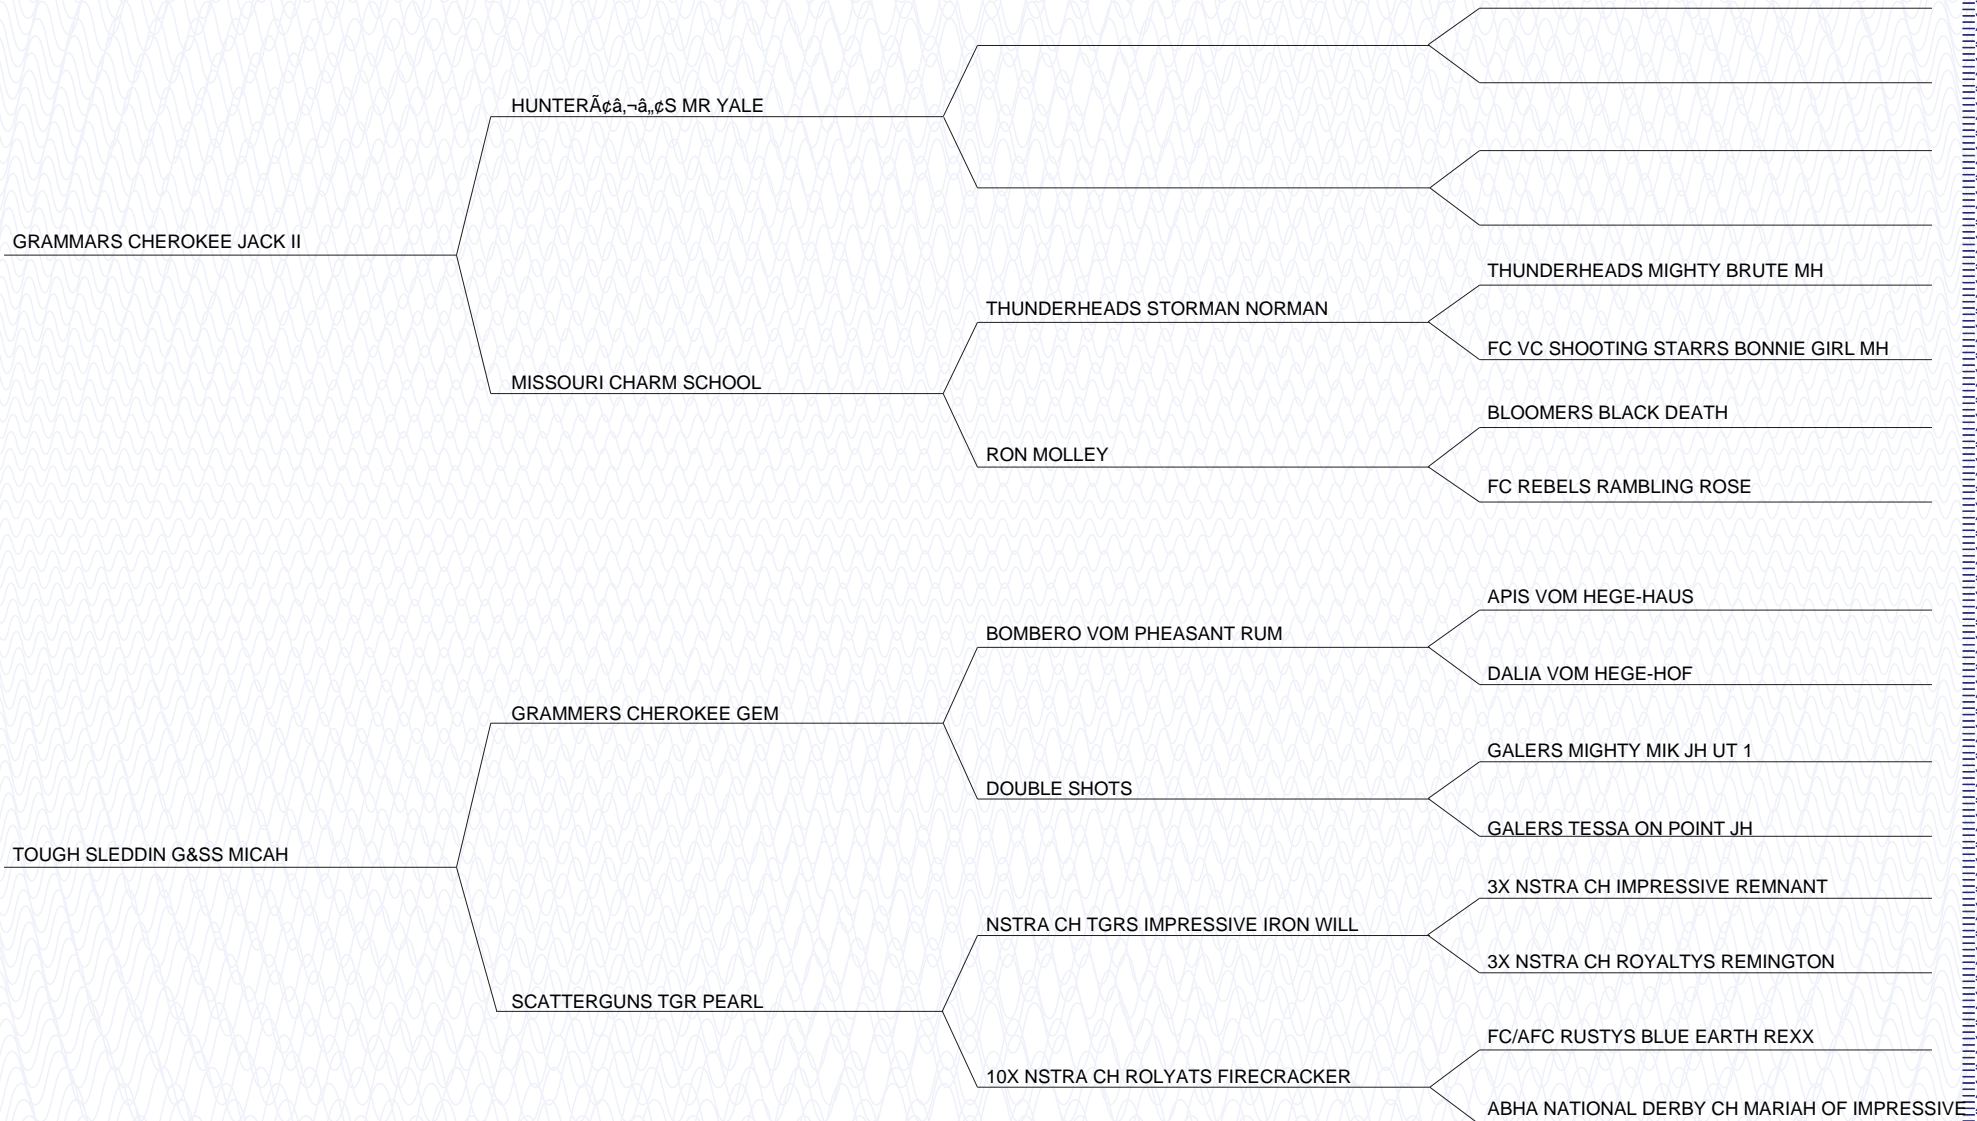 HUNTERÃ¢â‚¬â„¢S MR YALE
GRAMMARS CHEROKEE JACK II
THUNDERHEADS MIGHTY BRUTE MH
THUNDERHEADS STORMAN NORMAN
FC VC SHOOTING STARRS BONNIE GIRL MH
MISSOURI CHARM SCHOOL
BLOOMERS BLACK DEATH
RON MOLLEY
FC REBELS RAMBLING ROSE
APIS VOM HEGE-HAUS
BOMBERO VOM PHEASANT RUM
DALIA VOM HEGE-HOF
GRAMMERS CHEROKEE GEM
GALERS MIGHTY MIK JH UT 1
DOUBLE SHOTS
GALERS TESSA ON POINT JH
TOUGH SLEDDIN G&SS MICAH
3X NSTRA CH IMPRESSIVE REMNANT
NSTRA CH TGRS IMPRESSIVE IRON WILL
3X NSTRA CH ROYALTYS REMINGTON
SCATTERGUNS TGR PEARL
FC/AFC RUSTYS BLUE EARTH REXX
10X NSTRA CH ROLYATS FIRECRACKER
ABHA NATIONAL DERBY CH MARIAH OF IMPRESSIVE